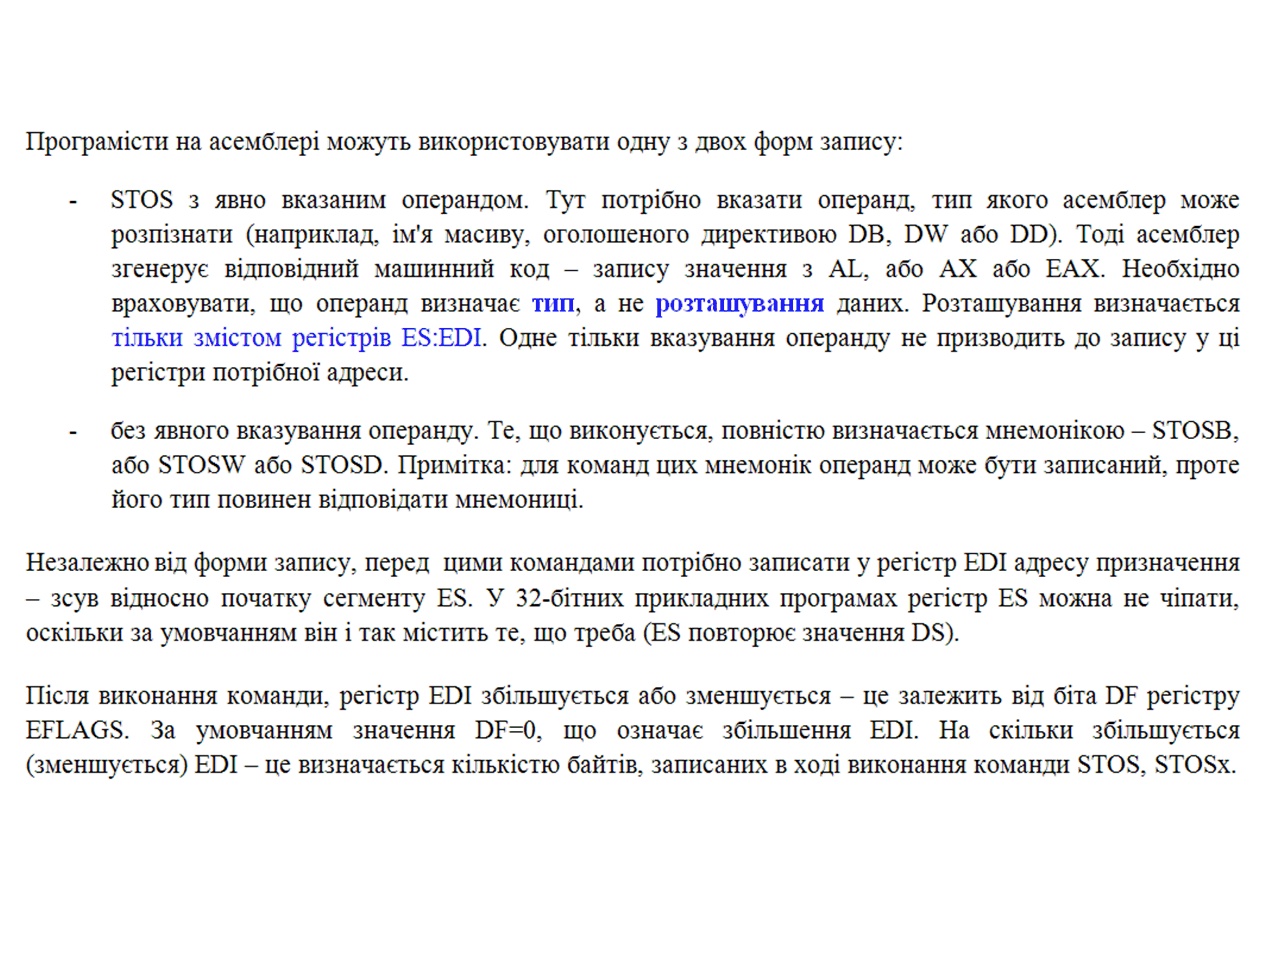 Програмісти на асемблері можуть використовувати одну з двох форм запису:
- STOS з явно вказаним операндом. Тут потрібно вказати операнд, тип якого асемблер може
розпізнати (наприклад, ім'я масиву, оголошеного директивою DB, DW або DD). Тоді асемблер
згенерує відповідний машинний код – запису значення з AL, або AX або EAX. Необхідно
враховувати, що операнд визначає тип, а не розташування даних. Розташування визначається
тільки змістом регістрів ES:EDI. Одне тільки вказування операнду не призводить до запису у ці
регістри потрібної адреси.
- без явного вказування операнду. Те, що виконується, повністю визначається мнемонікою – STOSB,
або STOSW або STOSD. Примітка: для команд цих мнемонік операнд може бути записаний, проте
його тип повинен відповідати мнемониці.
Незалежно від форми запису, перед цими командами потрібно записати у регістр EDI адресу призначення
– зсув відносно початку сегменту ES. У 32-бітних прикладних програмах регістр ES можна не чіпати,
оскільки за умовчанням він і так містить те, що треба (ES повторює значення DS).
Після виконання команди, регістр EDI збільшується або зменшується – це залежить від біта DF регістру
EFLAGS. За умовчанням значення DF=0, що означає збільшення EDI. На скільки збільшується
(зменшується) EDI – це визначається кількістю байтів, записаних в ході виконання команди STOS, STOSx.